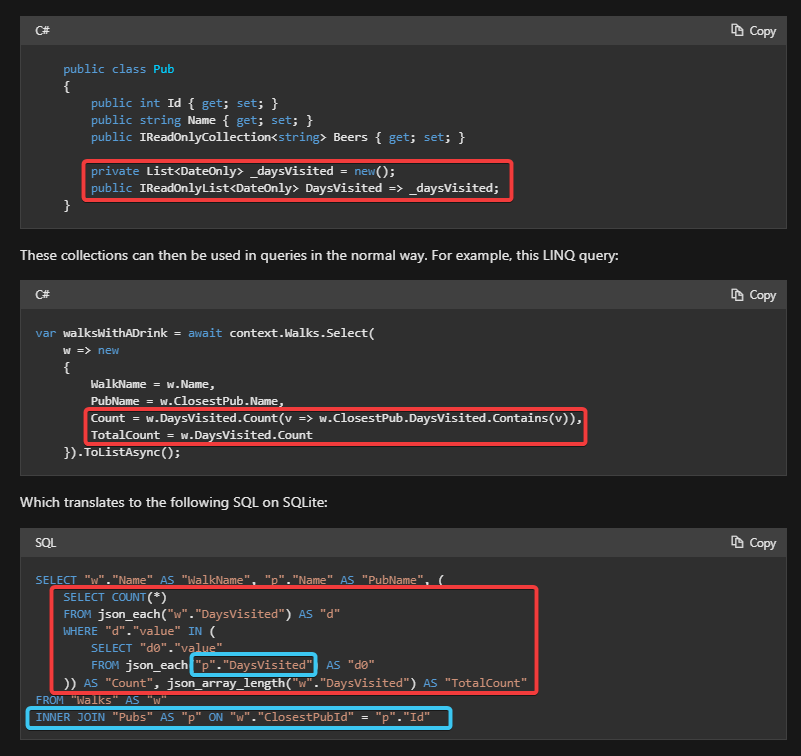 C#
Copy
public class Pub
{
public int Id { get; set; }
public string Name { get; set; }
public IReadOnlyCollection<string> Beers { get; set; }
private List<DateOnly> _daysVisited = new();
public IReadOnlyList<DateOnly> DaysVisited => _daysVisited;
}
These collections can then be used in queries in the normal way. For example, this LINQ query:
C#
Copy
var walksWithADrink = await context.Walks.Select(
w => new
{
WalkName = w.Name,
PubName = w.ClosestPub.Name,
Count = w.DaysVisited.Count(v => w.ClosestPub.DaysVisited.Contains(v)),
TotalCount = w.DaysVisited.Count
}).ToListAsync();
Which translates to the following SQL on SQLite:
SQL
Copy
SELECT "w"."Name" AS "WalkName", "p"."Name" AS "PubName", (
SELECT COUNT(*)
FROM json_each("w"."DaysVisited") AS "d"
WHERE "d"."value" IN (
SELECT "d0"."value"
FROM json_each "p"."DaysVisited" AS "d0"
)) AS "Count", json_array_length("w"."DaysVisited") AS "TotalCount"
FROM "Walks" AS "w"
INNER JOIN "Pubs" AS "p" ON "w"."ClosestPubId" = "p"."Id"